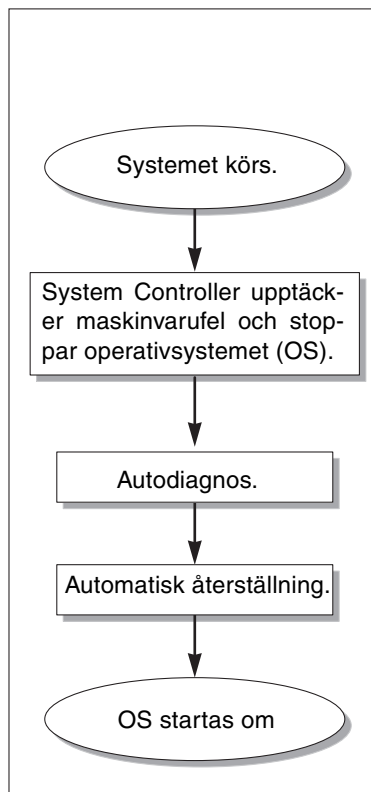 Systemet körs.
System Controller upptäck-
er maskinvarufel och stop-
par operativsystemet (OS).
Autodiagnos.
Automatisk återställning.
OS startas om